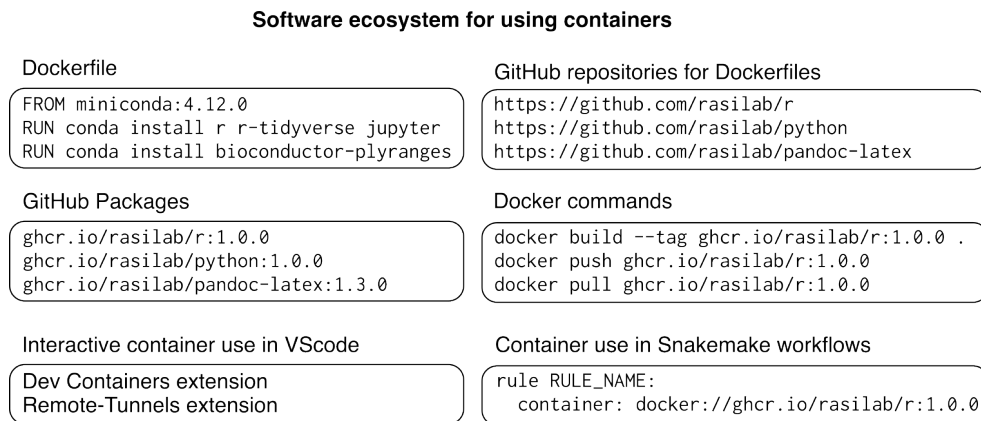 Software ecosystem for using containers
Dockerfile
FROM miniconda:4.12.0
RUN conda install r r-tidyverse jupyter
RUN conda install bioconductor-plyranges
GitHub repositories for Dockerfiles
https://github.com/rasilab/r
https://github.com/rasilab/python
https://github.com/rasilab/pandoc-latex
GitHub Packages
ghcr.io/rasilab/r:1.0.0
ghcr.io/rasilab/python:1.0.0
ghcr.io/rasilab/pandoc-latex:1.3.0
Docker commands
docker build --tag ghcr.io/rasilab/r:1.0.0 .
docker push ghcr.io/rasilab/r:1.0.0
docker pull ghcr.io/rasilab/r:1.0.0
Interactive container use in VScode
Dev Containers extension
Remote-Tunnels extension
Container use in Snakemake workflows
rule RULE_NAME:
  container: docker://ghcr.io/rasilab/r:1.0.0